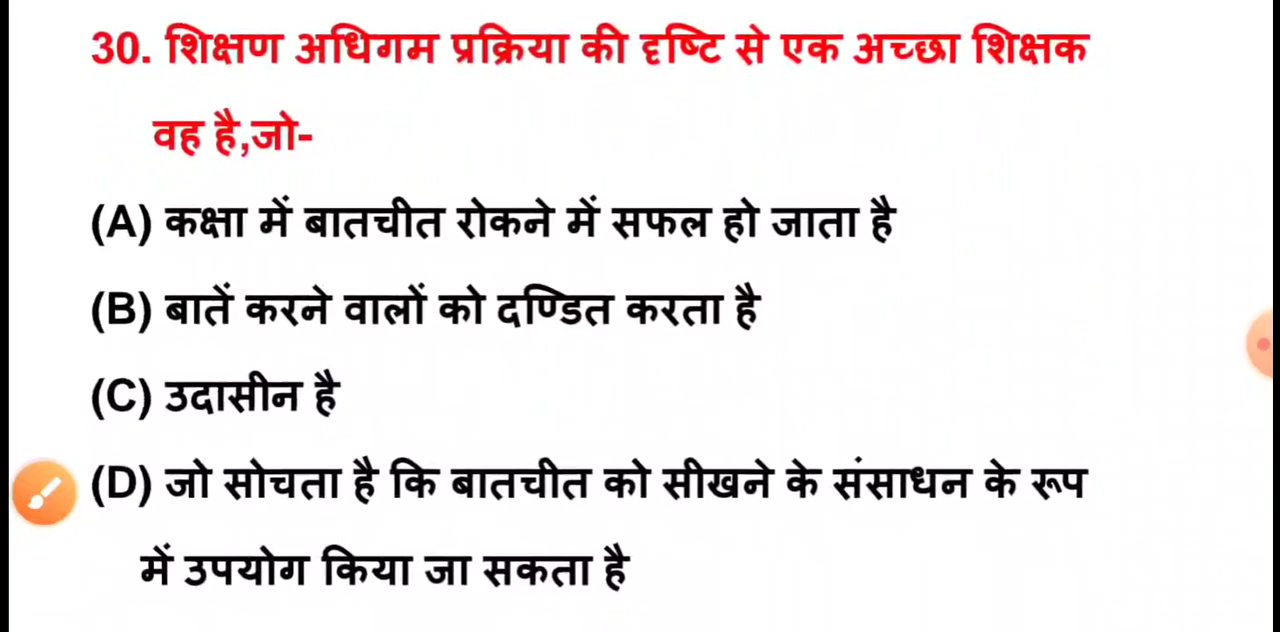 30. शिक्षण अधिगम प्रक्रिया की दृष्टि से एक अच्छा शिक्षक
वह है,जो-
(A) कक्षा में बातचीत रोकने में सफल हो जाता है
(B) बातें करने वालों को दण्डित करता है
(C) उदासीन है
(D) जो सोचता है कि बातचीत को सीखने के संसाधन के रूप
में उपयोग किया जा सकता है